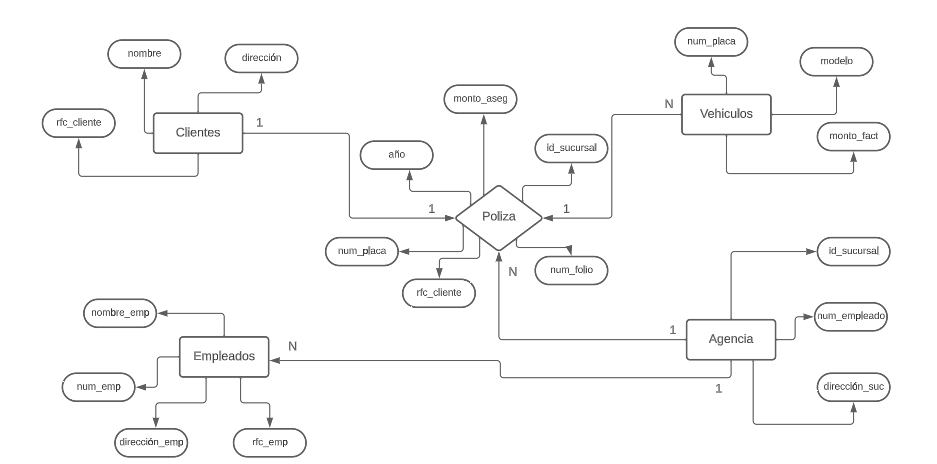 num_placa
nombre
dirección
modelo
monto_aseg
N
rfc_cliente
1
Clientes
Vehiculos
monto_fact
año
id_sucursal
1
Poliza
1
num_placa
id_sucursal
N
num_folio
rfc_cliente
nombre_emp
num_empleado
1
Agencia
N
Empleados
num_emp
1
dirección_suc
dirección_emp
rfc_emp